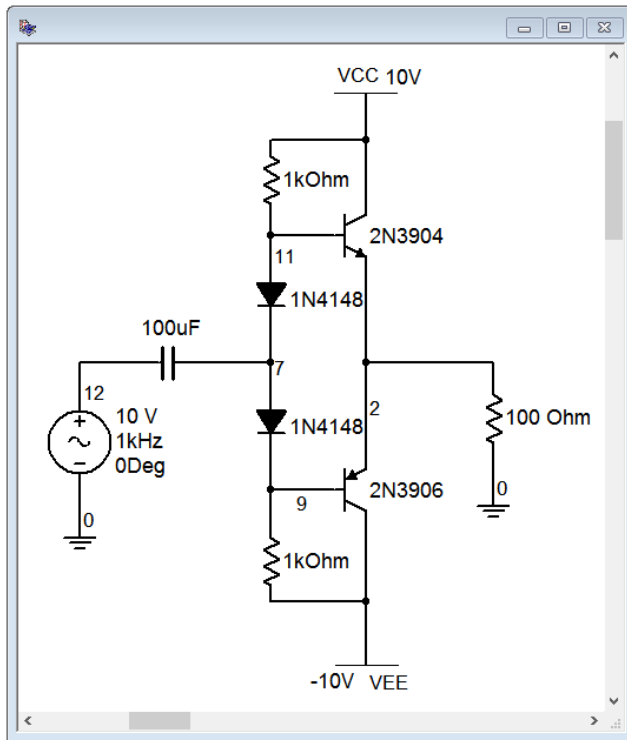 VCC 10V
1kOhm
2N3904
11
1N4148
100uF
7
12
2
10 V
1kHz
0Deg
1N4148
100 Ohm
2N3906
9
0
0
1kOhm
-10V VEE